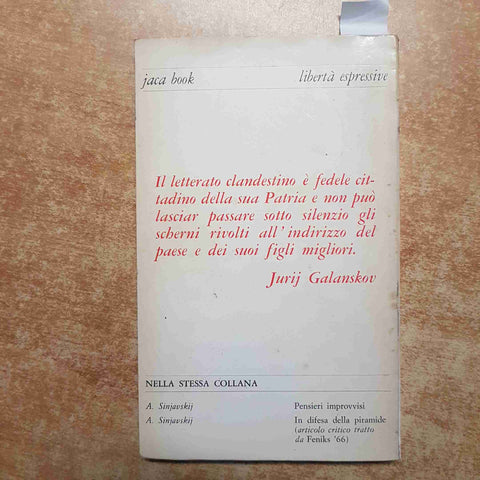 jaca book libertà espressive
Il letterato clandestino è fedele cit-
tadino della sua Patria e non può
lasciar passare sotto silenzio gli
scherni rivolti all'indirizzo del
paese e dei suoi figli migliori.
Jurij Galanskov
NELLA STESSA COLLANA
A. Sinjavskij Pensieri improvvisi
A. Sinjavskij In difesa della piramide
(articolo critico tratto
da Feniks '66)